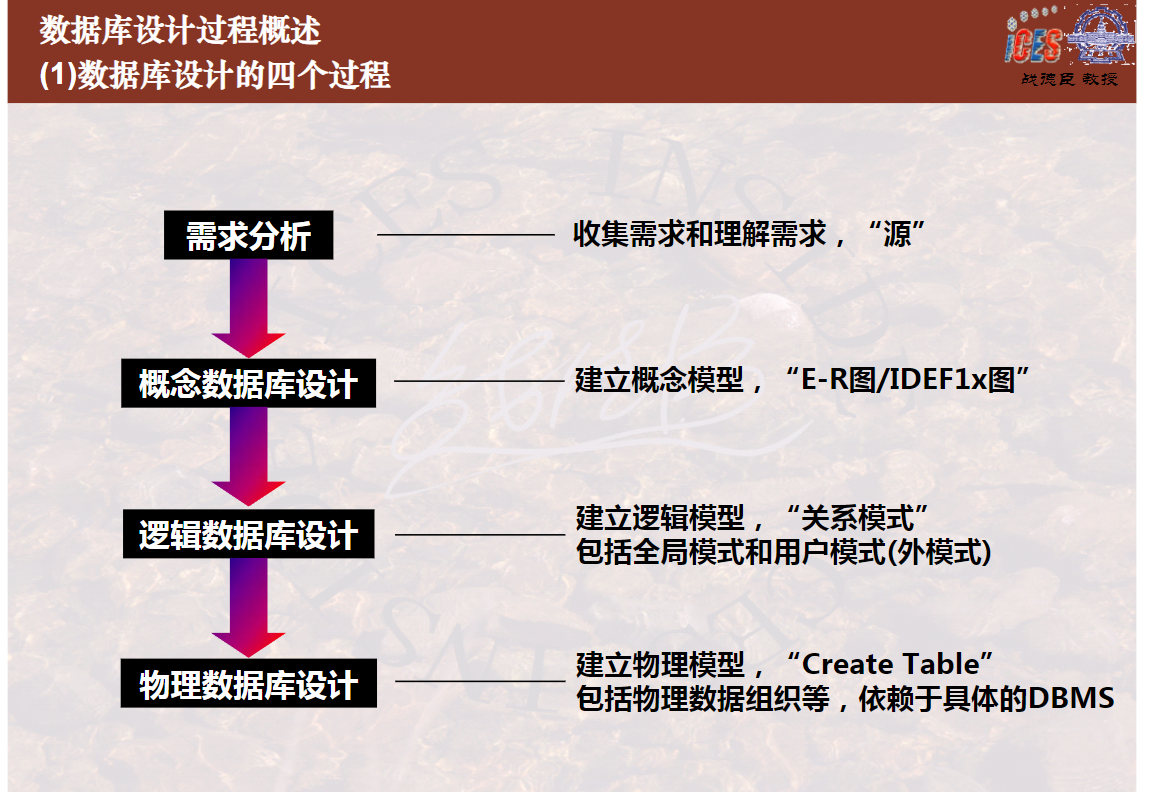 数据库设计过程概述
(1)数据库设计的四个过程
iCES
战德臣 教授
需求分析
收集需求和理解需求，“源”
概念数据库设计
建立概念模型，“E-R图/IDEF1x图”
逻辑数据库设计
建立逻辑模型，“关系模式”
包括全局模式和用户模式(外模式)
物理数据库设计
建立物理模型，“Create Table”
包括物理数据组织等，依赖于具体的DBMS